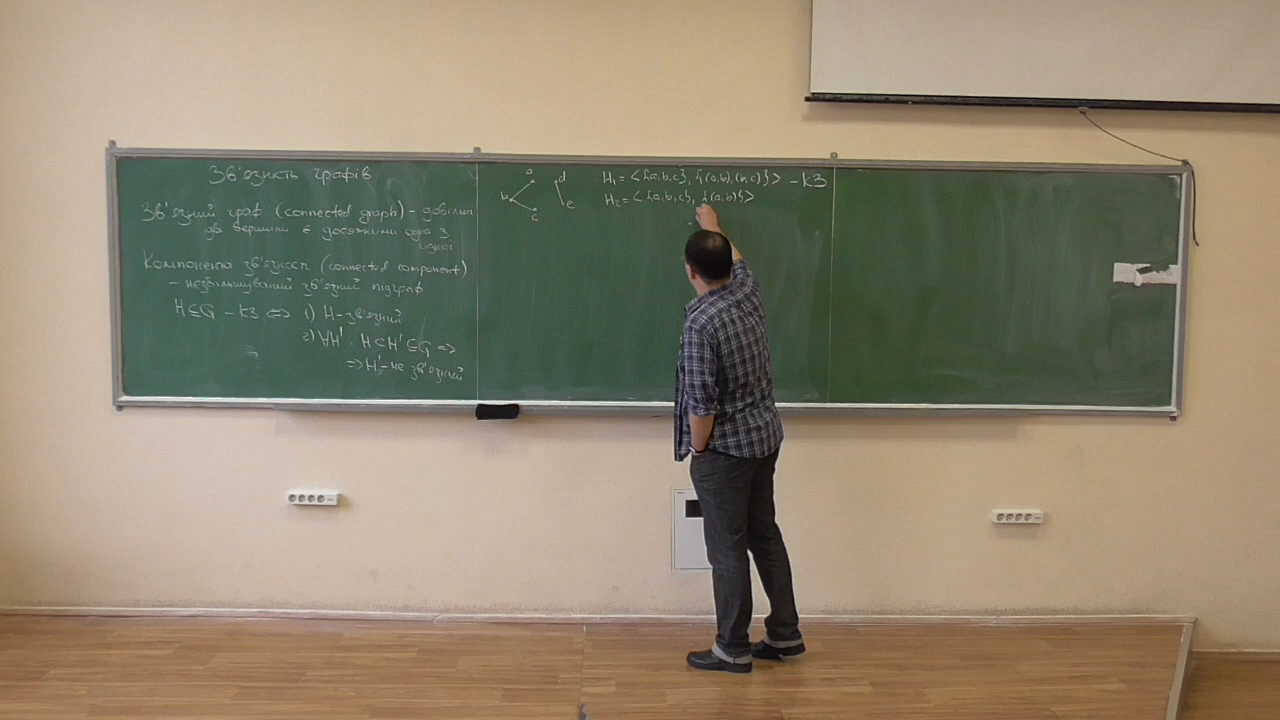 Зв'язність графів
Зв'язний граф (connected graph) – довільні
дві вершини є досяжними одна з
одної
Компонента зв'язності (connected component)
– незбільшуваний зв'язний підграф
H⊆G – КЗ ⇔ 1) H – зв'язний
2) ∀H': H⊂H'⊆G ⇒
⇒ H' – не зв'язний
a
b
c
d
e
H₁ = <{a,b,c}, {(a,b),(b,c)}> – КЗ
H₂ = <{a,b,c}, {(a,b)}>